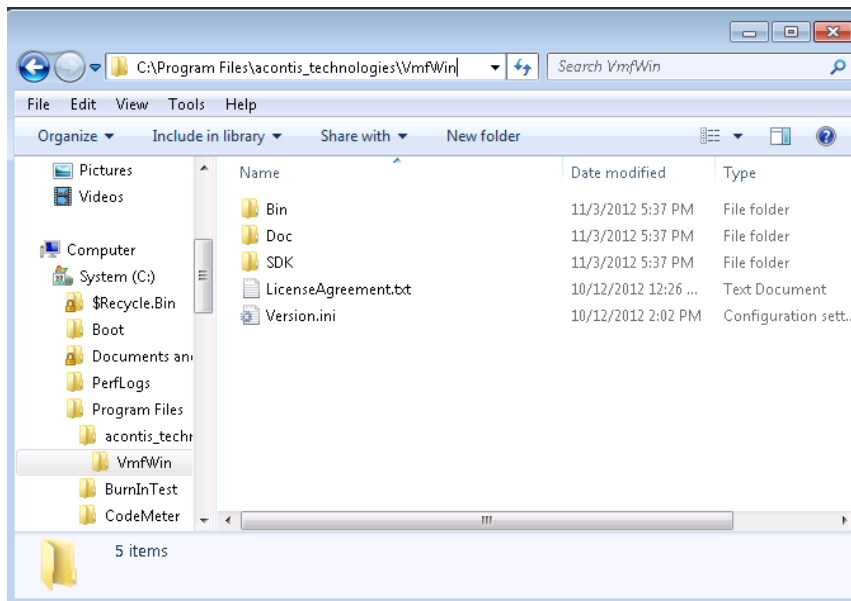 C:\Program Files\acontis_technologies\VmfWin
Search VmfWin
File Edit View Tools Help
Organize Include in library Share with New folder
Pictures
Videos
Computer
System (C:)
$Recycle.Bin
Boot
Documents an
PerfLogs
Program Files
acontis_techr
VmfWin
BurnInTest
CodeMeter
Name Date modified Type
Bin 11/3/2012 5:37 PM File folder
Doc 11/3/2012 5:37 PM File folder
SDK 11/3/2012 5:37 PM File folder
LicenseAgreement.txt 10/12/2012 12:26 ... Text Document
Version.ini 10/12/2012 2:02 PM Configuration sett..
5 items